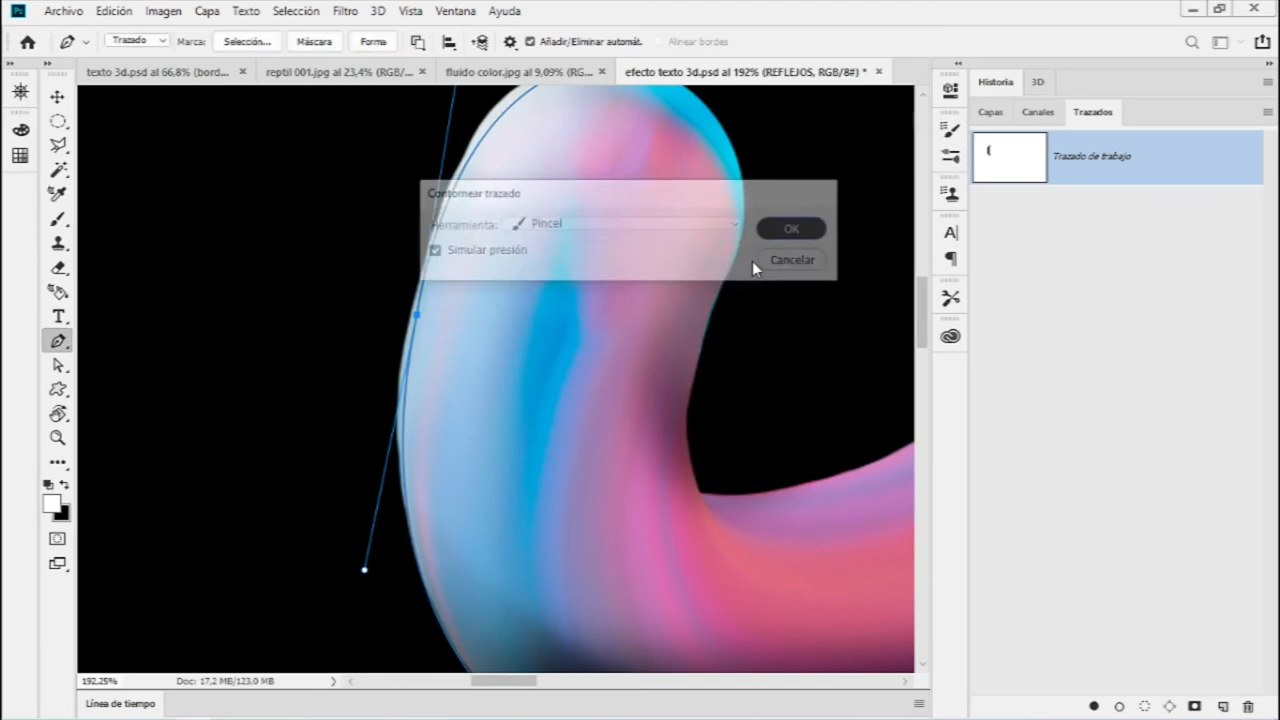 Ps Archivo Edición Imagen Capa Texto Selección Filtro 3D Vista Ventana Ayuda
Trazado Marca: Selección... Máscara Forma Añadir/Eliminar automát. Alinear bordes
texto 3d.psd al 66,8% (bord... reptil 001.jpg al 23,4% (RGB/... fluido color.jpg al 9,09% (RG... efecto texto 3d.psd al 192% (REFLEJOS, RGB/8#) *
Historia 3D
Capas Canales Trazados
Trazado de trabajo
Contornear trazado
Herramienta: Pincel OK
Simular presión Cancelar
192,25% Doc: 17,2 MB/123,0 MB
Línea de tiempo